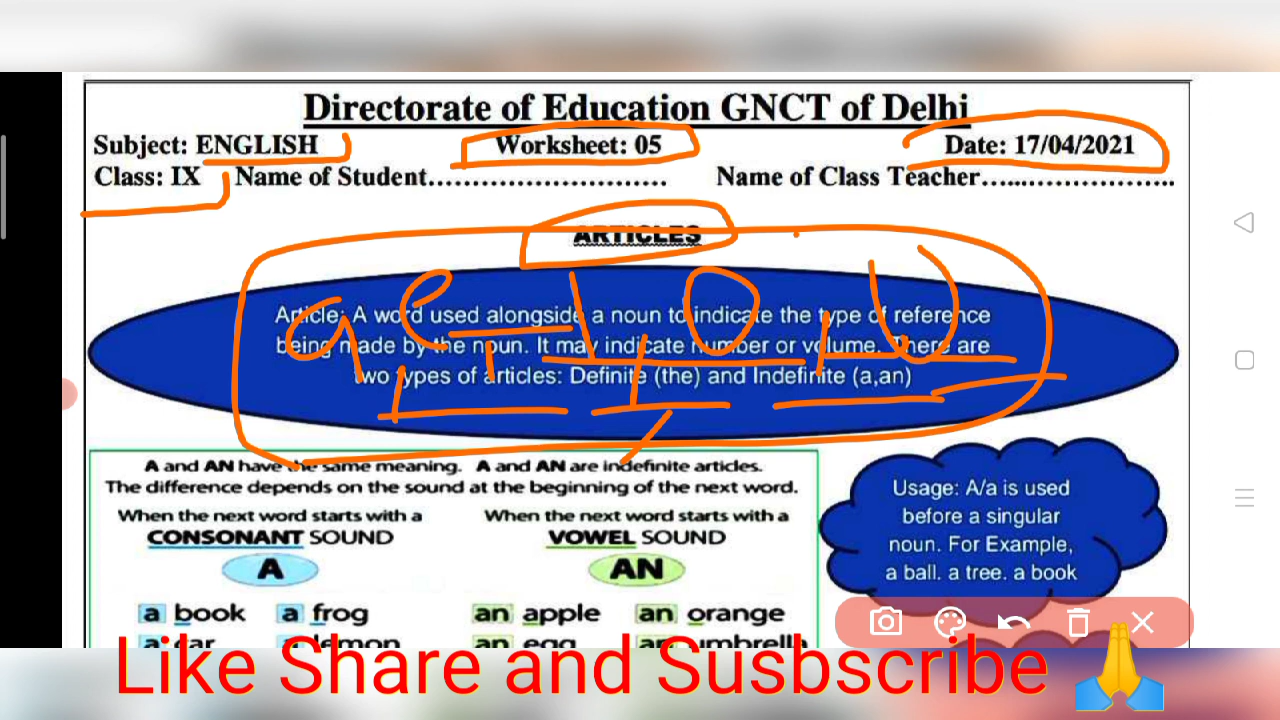 Directorate of Education GNCT of Delhi
Subject: ENGLISH Worksheet: 05 Date: 17/04/2021
Class: IX Name of Student........................... Name of Class Teacher........................
ARTICLES
Article: A word used alongside a noun to indicate the type of reference
being made by the noun. It may indicate number or volume. There are
two types of articles: Definite (the) and Indefinite (a,an)
a e i o u
A and AN have the same meaning. A and AN are indefinite articles.
The difference depends on the sound at the beginning of the next word.
When the next word starts with a
CONSONANT SOUND
A
a book a frog
a car a lemon
When the next word starts with a
VOWEL SOUND
AN
an apple an orange
an egg an umbrella
Usage: A/a is used
before a singular
noun. For Example,
a ball. a tree. a book
Like Share and Susbscribe 🙏